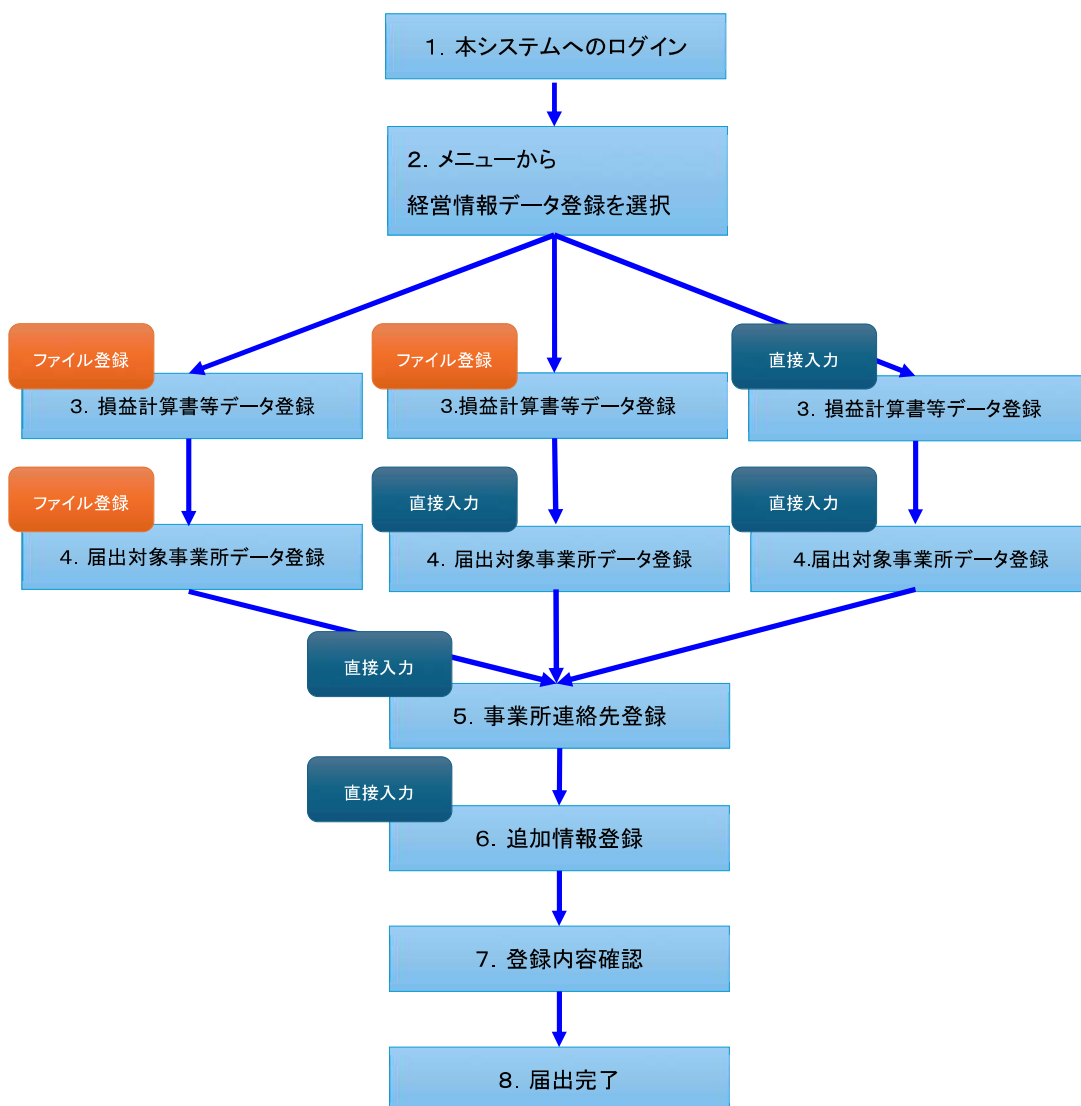 １．本システムへのログイン
２．メニューから
経営情報データ登録を選択
ファイル登録
ファイル登録
直接入力
３．損益計算書等データ登録
３.損益計算書等データ登録
３．損益計算書等データ登録
ファイル登録
直接入力
直接入力
４．届出対象事業所データ登録
４．届出対象事業所データ登録
４.届出対象事業所データ登録
直接入力
５．事業所連絡先登録
直接入力
６．追加情報登録
７．登録内容確認
８．届出完了